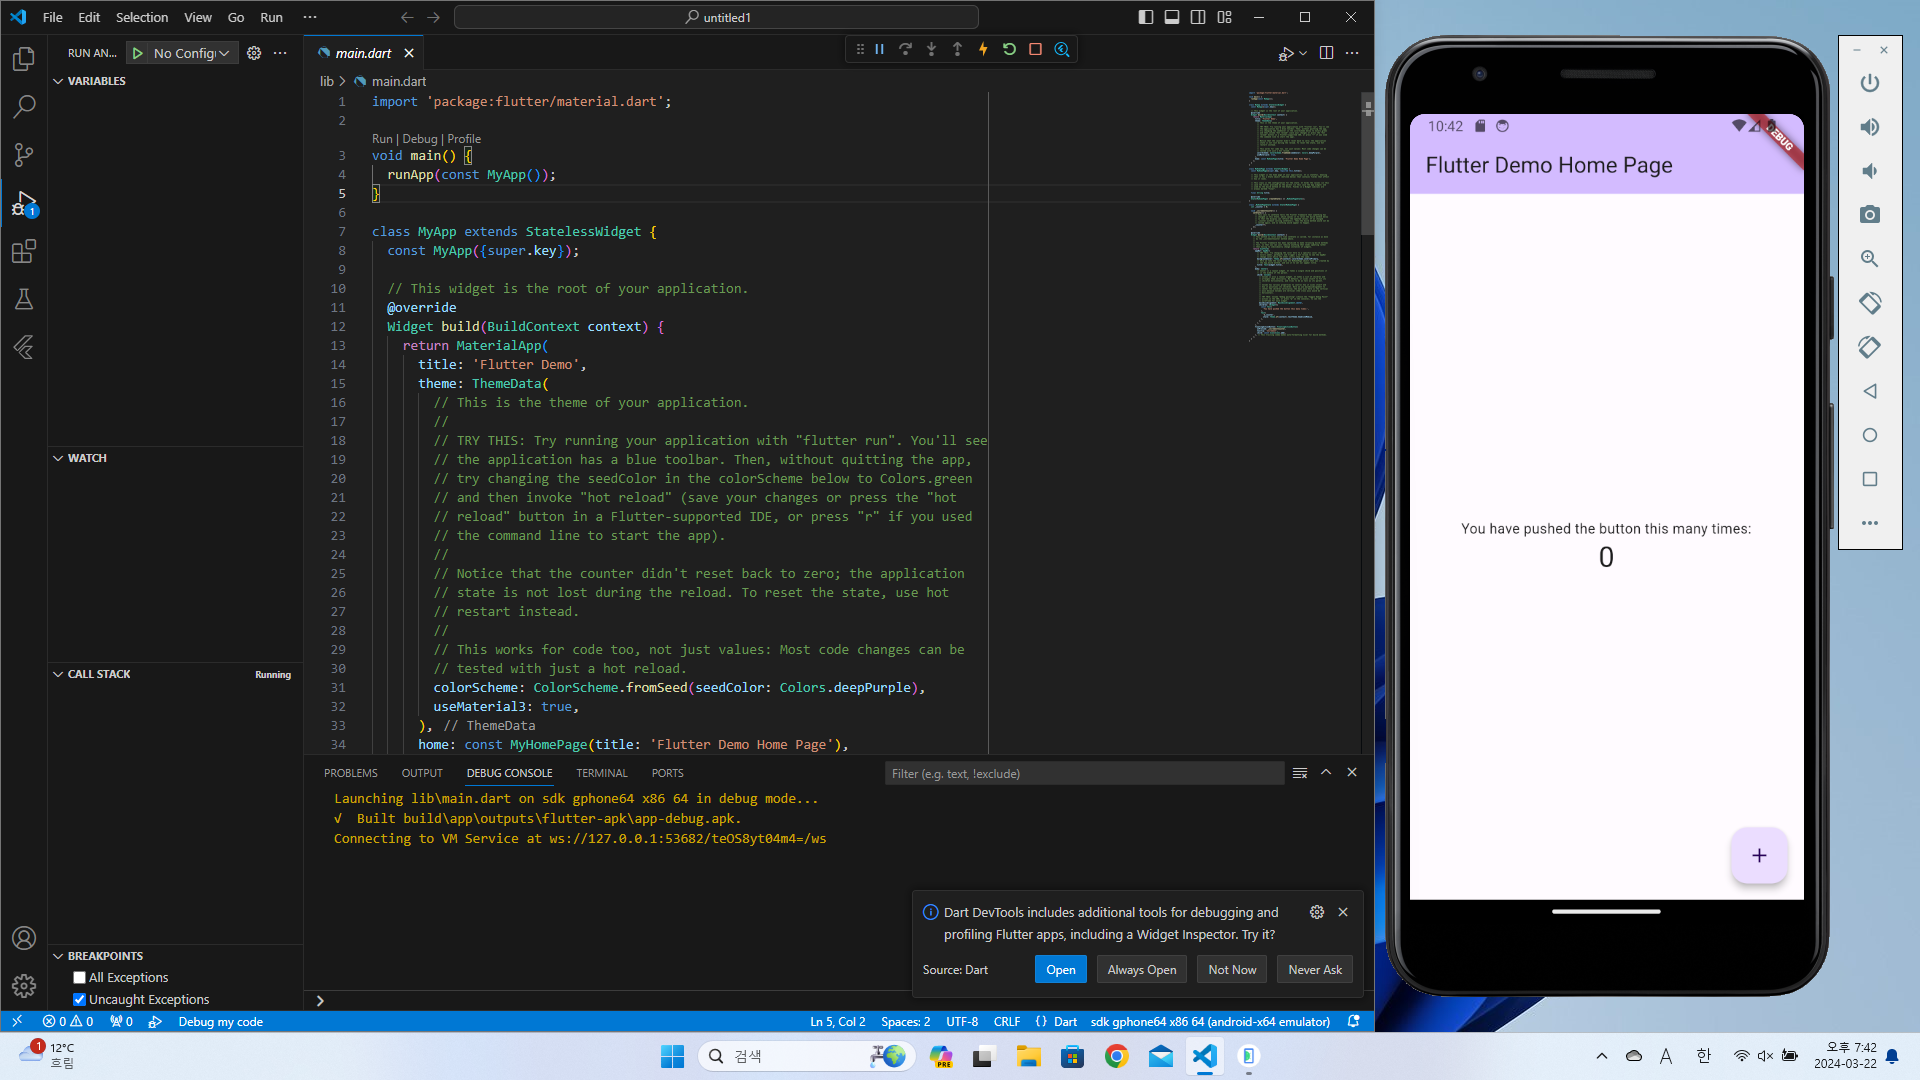 File Edit Selection View Go Run ···
untitled1
RUN AN... No Config
main.dart
VARIABLES
WATCH
CALL STACK Running
BREAKPOINTS
All Exceptions
Uncaught Exceptions
lib > main.dart
1 import 'package:flutter/material.dart';
2
Run | Debug | Profile
3 void main() {
4 runApp(const MyApp());
5 }
6
7 class MyApp extends StatelessWidget {
8 const MyApp({super.key});
9
10 // This widget is the root of your application.
11 @override
12 Widget build(BuildContext context) {
13 return MaterialApp(
14 title: 'Flutter Demo',
15 theme: ThemeData(
16 // This is the theme of your application.
17 //
18 // TRY THIS: Try running your application with "flutter run". You'll see
19 // the application has a blue toolbar. Then, without quitting the app,
20 // try changing the seedColor in the colorScheme below to Colors.green
21 // and then invoke "hot reload" (save your changes or press the "hot
22 // reload" button in a Flutter-supported IDE, or press "r" if you used
23 // the command line to start the app).
24 //
25 // Notice that the counter didn't reset back to zero; the application
26 // state is not lost during the reload. To reset the state, use hot
27 // restart instead.
28 //
29 // This works for code too, not just values: Most code changes can be
30 // tested with just a hot reload.
31 colorScheme: ColorScheme.fromSeed(seedColor: Colors.deepPurple),
32 useMaterial3: true,
33 ), // ThemeData
34 home: const MyHomePage(title: 'Flutter Demo Home Page'),
PROBLEMS OUTPUT DEBUG CONSOLE TERMINAL PORTS
Filter (e.g. text, !exclude)
Launching lib\main.dart on sdk gphone64 x86 64 in debug mode...
√ Built build\app\outputs\flutter-apk\app-debug.apk.
Connecting to VM Service at ws://127.0.0.1:53682/teOS8yt04m4=/ws
Dart DevTools includes additional tools for debugging and
profiling Flutter apps, including a Widget Inspector. Try it?
Source: Dart Open Always Open Not Now Never Ask
1
0 0 0 Debug my code
Ln 5, Col 2 Spaces: 2 UTF-8 CRLF {} Dart sdk gphone64 x86 64 (android-x64 emulator)
10:42
DEBUG
Flutter Demo Home Page
You have pushed the button this many times:
0
+
1
12°C
흐림
검색
PRE
A 한
오후 7:42
2024-03-22